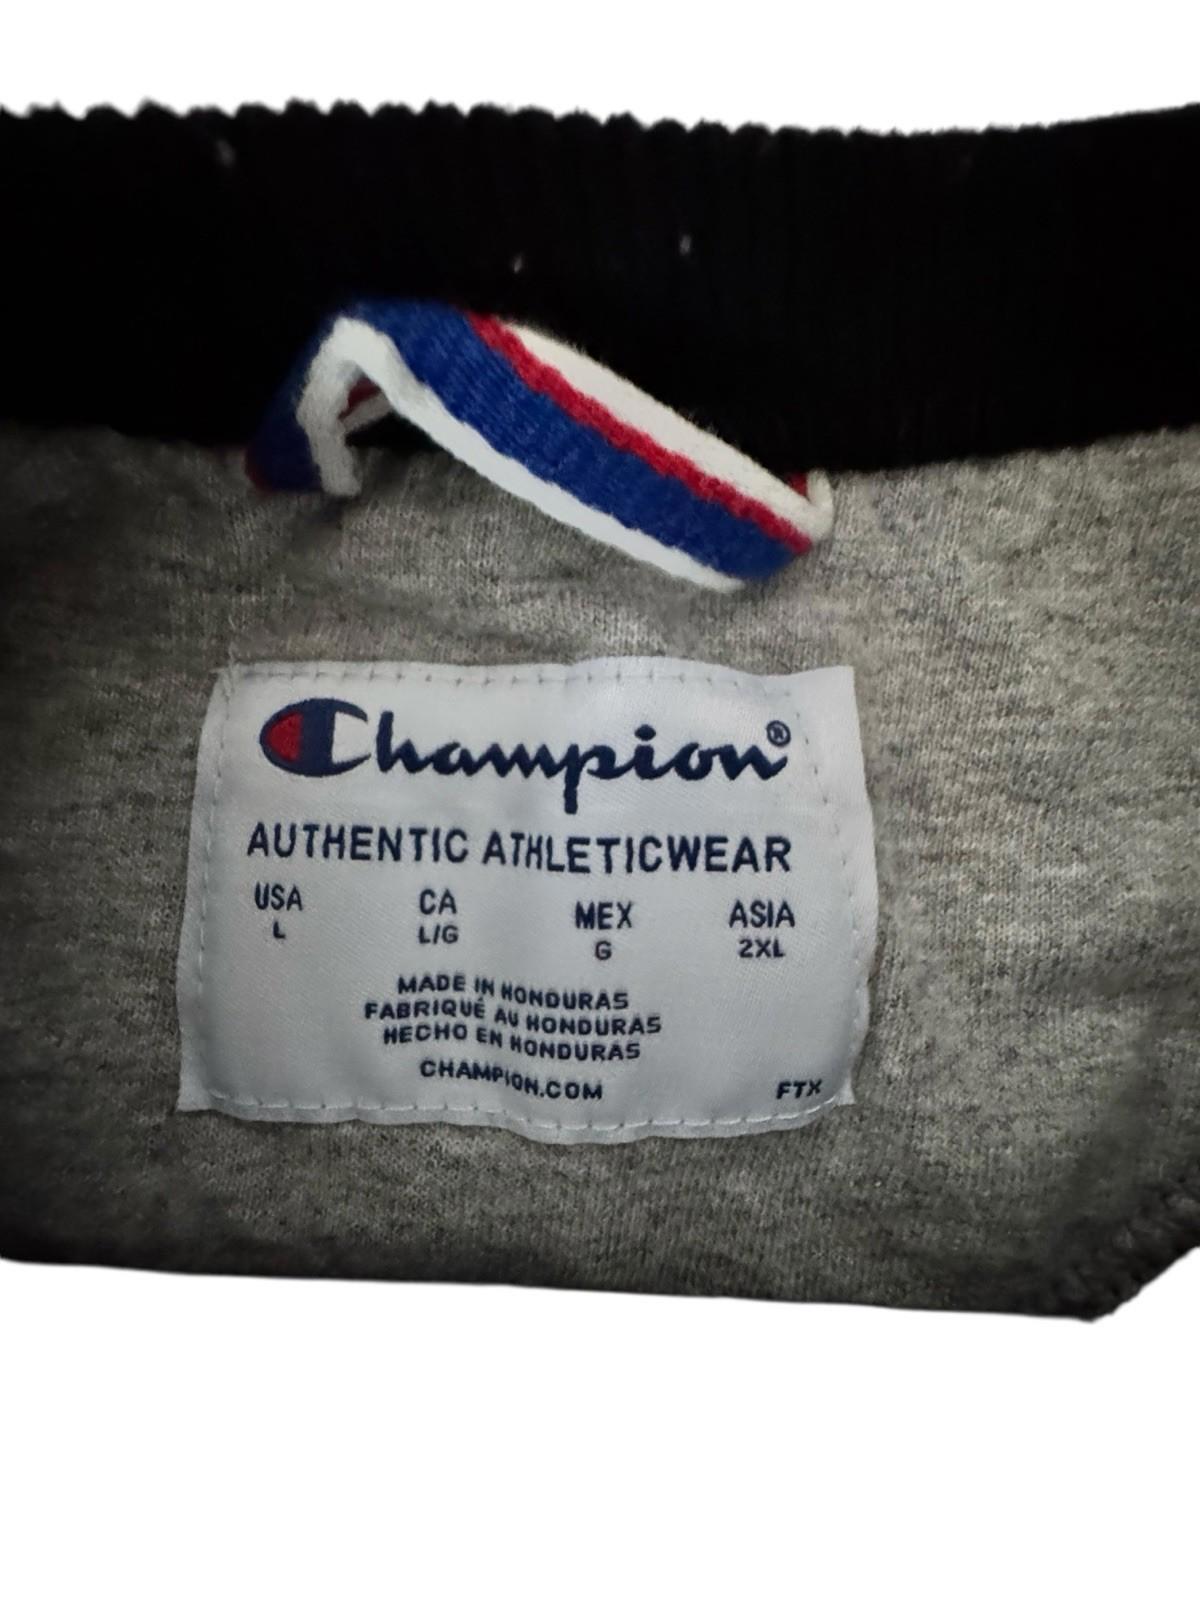 Champion®
AUTHENTIC ATHLETICWEAR
USA CA MEX ASIA
L L/G G 2XL
MADE IN HONDURAS
FABRIQUÉ AU HONDURAS
HECHO EN HONDURAS
CHAMPION.COM
FTX